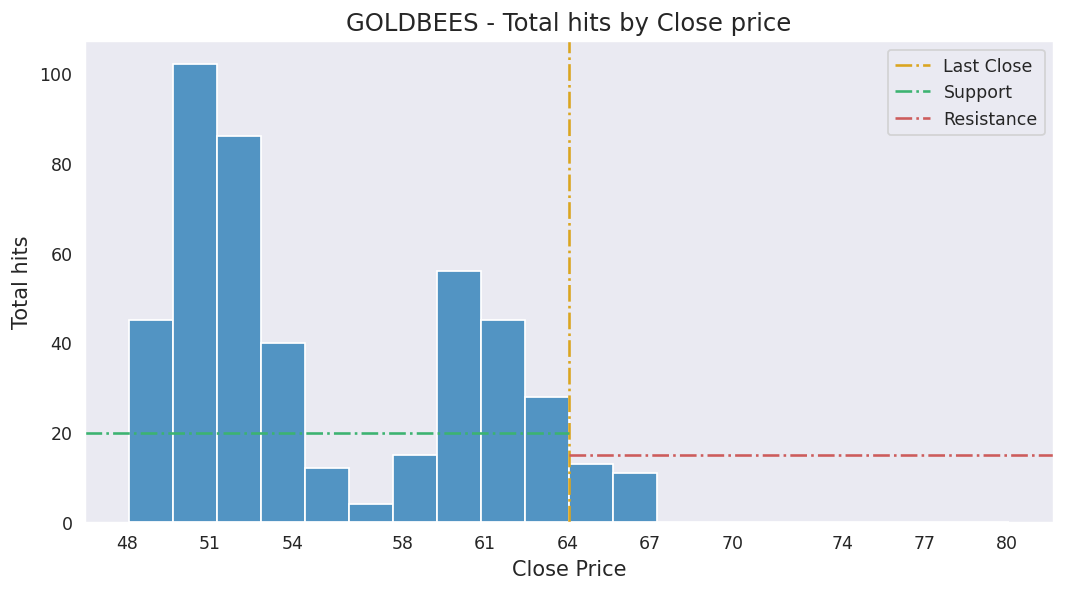 GOLDBEES - Total hits by Close price
Last Close
Support
Resistance
Total hits
100
80
60
40
20
0
48 51 54 58 61 64 67 70 74 77 80
Close Price